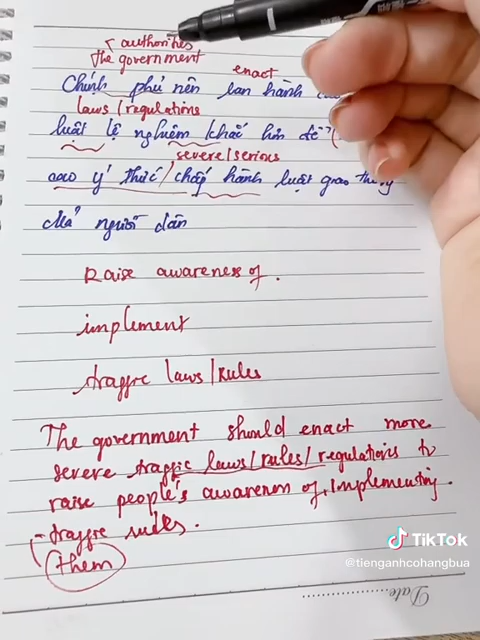 authorities
the government
enact
Chính phủ nên ban hành các
laws/regulations
luật lệ nghiêm khắc hơn để
severe/serious
cao ý thức/chấp hành luật giao thông
của người dân
Raise awareness of.
implement
traffic laws/rules
The government should enact more
severe traffic laws/rules/regulations to
raise people's awareness of implementing.
traffic rules.
them
TikTok
@tienganhcohangbua
Date